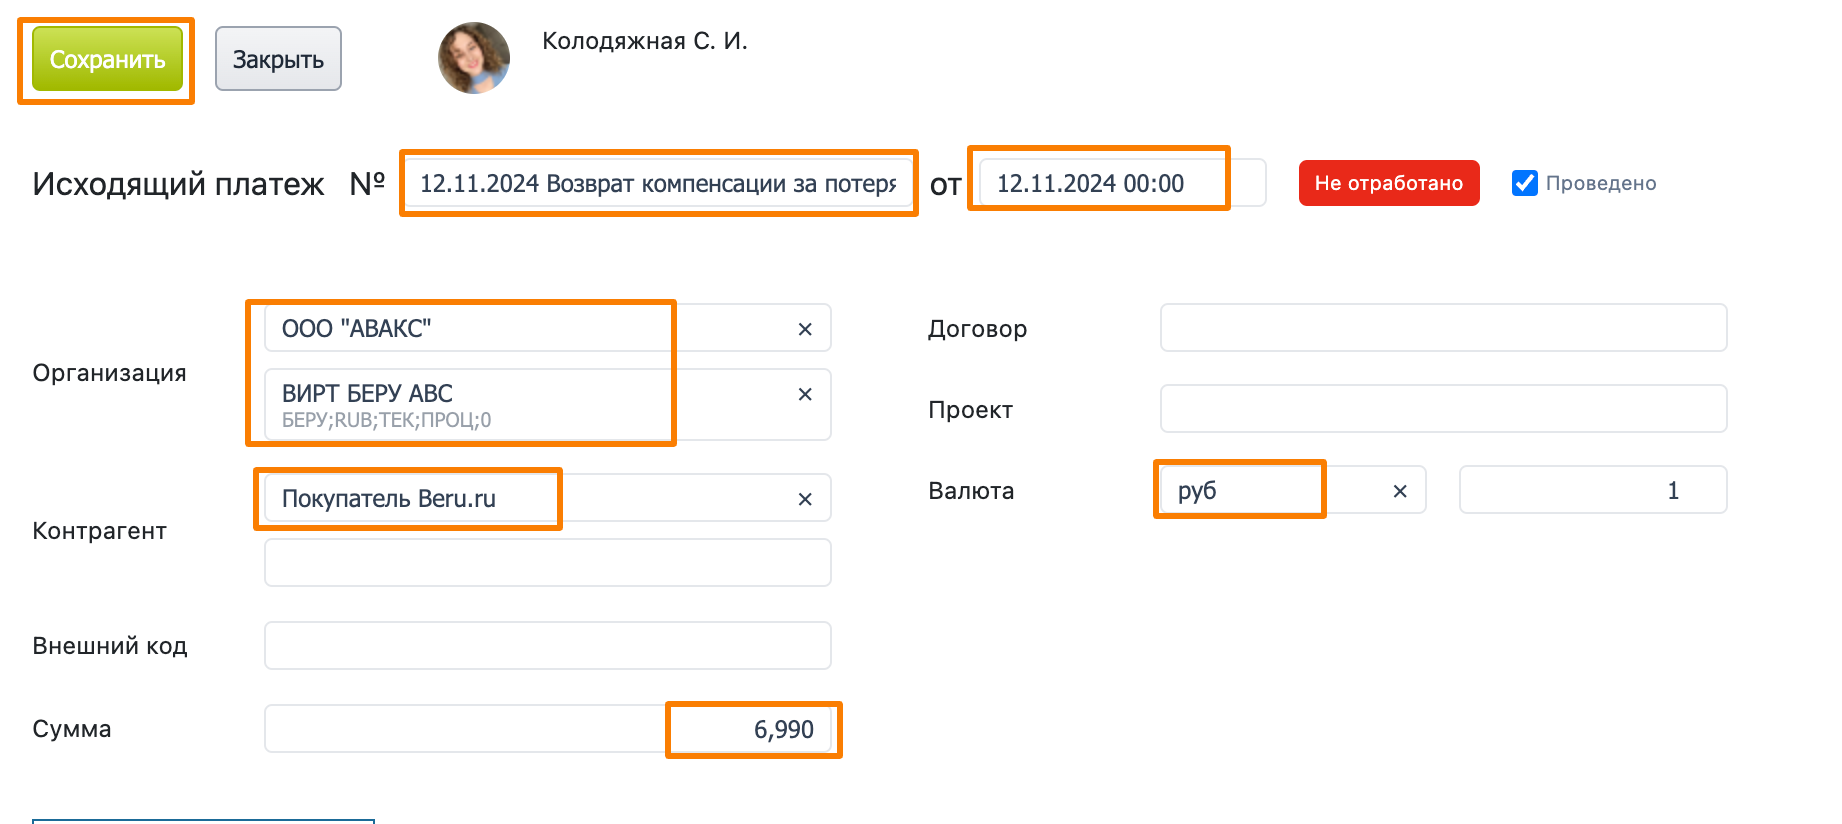 Сохранить
Закрыть
Колодяжная С. И.
Исходящий платеж № 12.11.2024 Возврат компенсации за потеря от 12.11.2024 00:00 Не отработано Проведено
Организация
ООО "АВАКС"
ВИРТ БЕРУ АВС
БЕРУ;RUB;ТЕК;ПРОЦ;0
Контрагент
Покупатель Beru.ru
Внешний код
Сумма
6,990
Договор
Проект
Валюта
руб
1